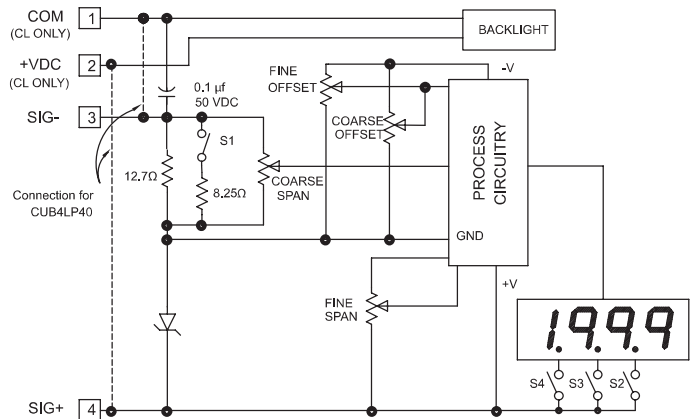 COM
(CL ONLY)
1
BACKLIGHT
+VDC
(CL ONLY)
2
FINE
OFFSET
-V
0.1 µf
50 VDC
SIG-
3
S1
COARSE
OFFSET
PROCESS
CIRCUITRY
12.7Ω
8.25Ω
COARSE
SPAN
Connection for
CUB4LP40
GND
+V
FINE
SPAN
1.9.9.9
S4
S3
S2
SIG+
4